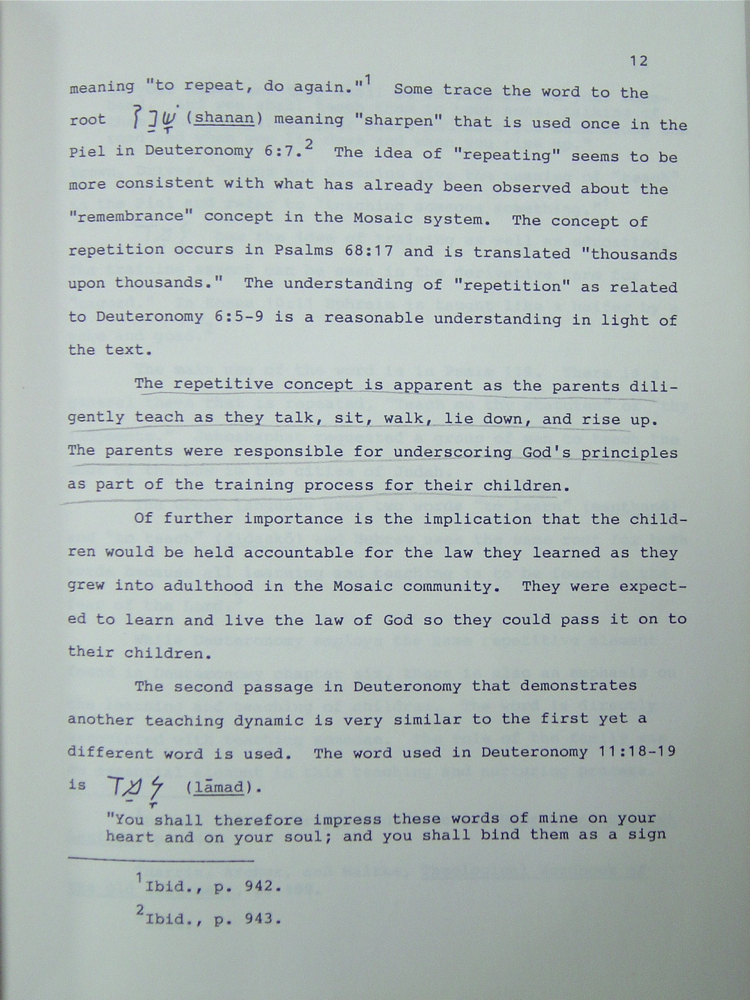 12
meaning "to repeat, do again."1 Some trace the word to the
root שָׁנַן (shanan) meaning "sharpen" that is used once in the
Piel in Deuteronomy 6:7.2 The idea of "repeating" seems to be
more consistent with what has already been observed about the
"remembrance" concept in the Mosaic system. The concept of
repetition occurs in Psalms 68:17 and is translated "thousands
upon thousands." The understanding of "repetition" as related
to Deuteronomy 6:5-9 is a reasonable understanding in light of
the text.
The repetitive concept is apparent as the parents dili-
gently teach as they talk, sit, walk, lie down, and rise up.
The parents were responsible for underscoring God's principles
as part of the training process for their children.
Of further importance is the implication that the child-
ren would be held accountable for the law they learned as they
grew into adulthood in the Mosaic community. They were expect-
ed to learn and live the law of God so they could pass it on to
their children.
The second passage in Deuteronomy that demonstrates
another teaching dynamic is very similar to the first yet a
different word is used. The word used in Deuteronomy 11:18-19
is לָמַד (lāmad).
"You shall therefore impress these words of mine on your
heart and on your soul; and you shall bind them as a sign
1Ibid., p. 942.
2Ibid., p. 943.